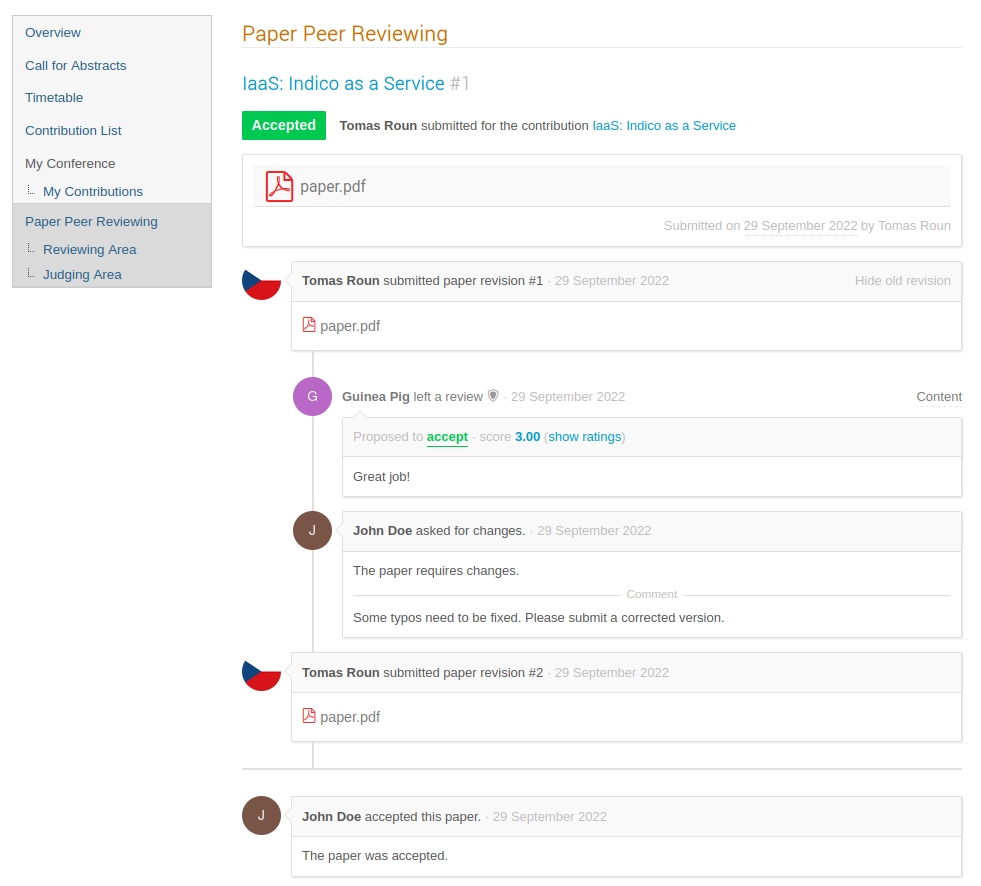 Overview
Call for Abstracts
Timetable
Contribution List
My Conference
My Contributions
Paper Peer Reviewing
Reviewing Area
Judging Area
Paper Peer Reviewing
IaaS: Indico as a Service #1
Accepted Tomas Roun submitted for the contribution IaaS: Indico as a Service
paper.pdf
Submitted on 29 September 2022 by Tomas Roun
Tomas Roun submitted paper revision #1 · 29 September 2022 Hide old revision
paper.pdf
G Guinea Pig left a review · 29 September 2022 Content
Proposed to accept · score 3.00 (show ratings)
Great job!
J John Doe asked for changes. · 29 September 2022
The paper requires changes.
Comment
Some typos need to be fixed. Please submit a corrected version.
Tomas Roun submitted paper revision #2 · 29 September 2022
paper.pdf
J John Doe accepted this paper. · 29 September 2022
The paper was accepted.